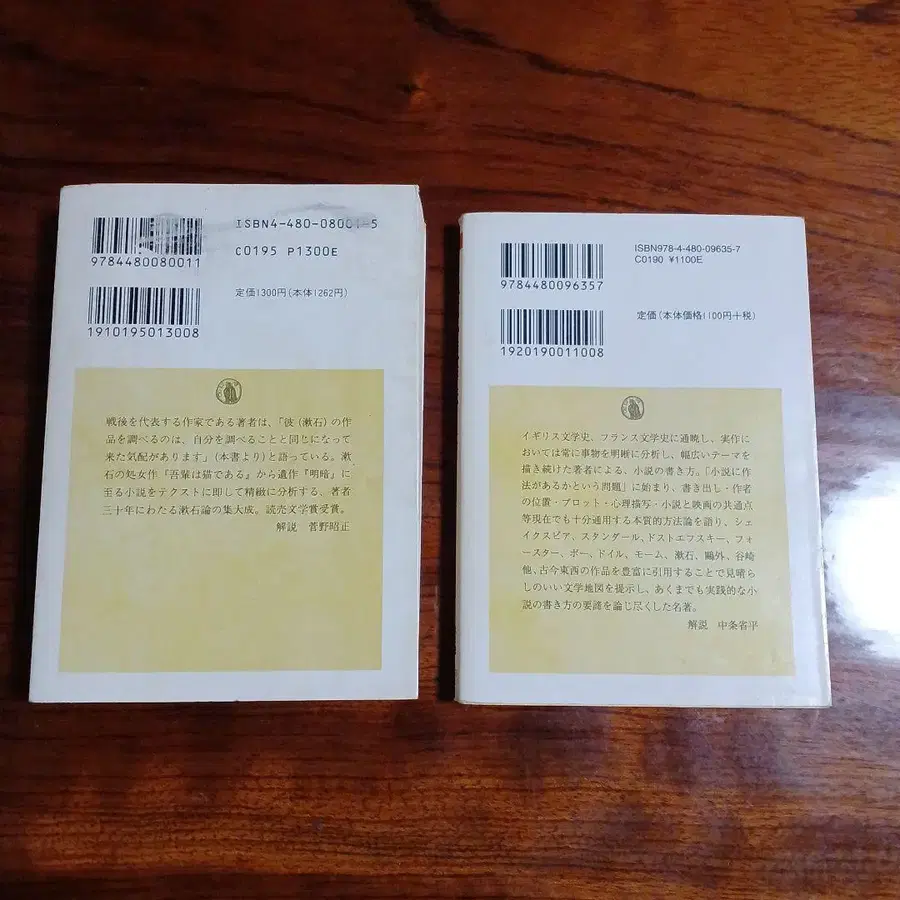 ISBN4-480-08001-5
C0195 P1300E
9784480080011
定価1300円(本体1262円)
1910195013008
戦後を代表する作家である著者は、「彼(漱石)の作
品を調べるのは、自分を調べることと同じになって
来た気配があります」(本書より)と語っている。漱
石の処女作『吾輩は猫である』から遺作『明暗』に
至る小説をテクストに即して精緻に分析する、著者
三十年にわたる漱石論の集大成。読売文学賞受賞。
解説 菅野昭正
ISBN978-4-480-09635-7
C0190 ¥1100E
9784480096357
定価(本体価格1100円+税)
1920190011008
イギリス文学史、フランス文学史に通暁し、実作に
おいては常に事物を明晰に分析し、幅広いテーマを
描き続けた著者による、小説の書き方。「小説に作
法があるかという問題」に始まり、書き出し・作者
の位置・プロット・心理描写・小説と映画の共通点
等現在でも十分通用する本質的方法論を語り、シェ
イクスピア、スタンダール、ドストエフスキー、フォ
ースター、ポー、ドイル、モーム、漱石、鷗外、谷崎
他、古今東西の作品を豊富に引用することで見晴ら
しのいい文学地図を提示し、あくまでも実践的な小
説の書き方の要諦を論じ尽くした名著。
解説 中条省平